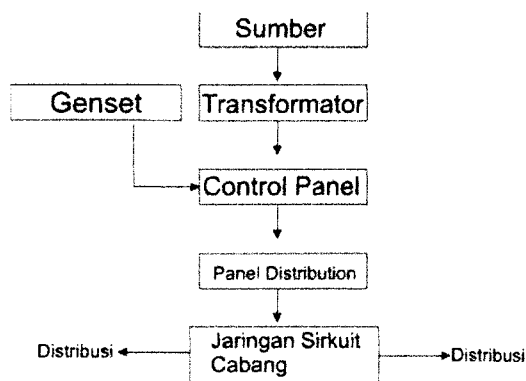 Sumber
Genset
Transformator
Control Panel
Panel Distribution
Jaringan Sirkuit
Cabang
Distribusi
Distribusi